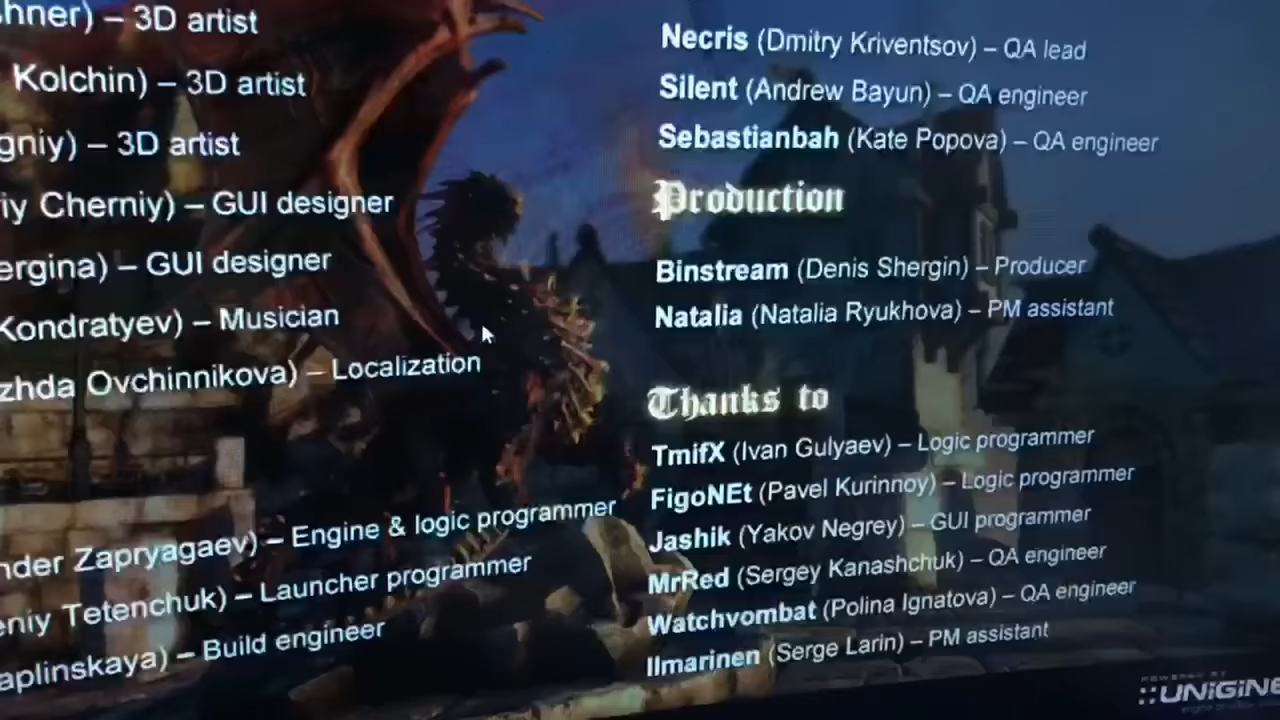 hner) – 3D artist
Kolchin) – 3D artist
gniy) – 3D artist
iy Cherniy) – GUI designer
ergina) – GUI designer
Kondratyev) – Musician
zhda Ovchinnikova) – Localization
nder Zapryagaev) – Engine & logic programmer
eniy Tetenchuk) – Launcher programmer
aplinskaya) – Build engineer
Necris (Dmitry Kriventsov) – QA lead
Silent (Andrew Bayun) – QA engineer
Sebastianbah (Kate Popova) – QA engineer
Production
Binstream (Denis Shergin) – Producer
Natalia (Natalia Ryukhova) – PM assistant
Thanks to
TmifX (Ivan Gulyaev) – Logic programmer
FigoNEt (Pavel Kurinnoy) – Logic programmer
Jashik (Yakov Negrey) – GUI programmer
MrRed (Sergey Kanashchuk) – QA engineer
Watchvombat (Polina Ignatova) – QA engineer
Ilmarinen (Serge Larin) – PM assistant
POWERED BY
UNiGiNE